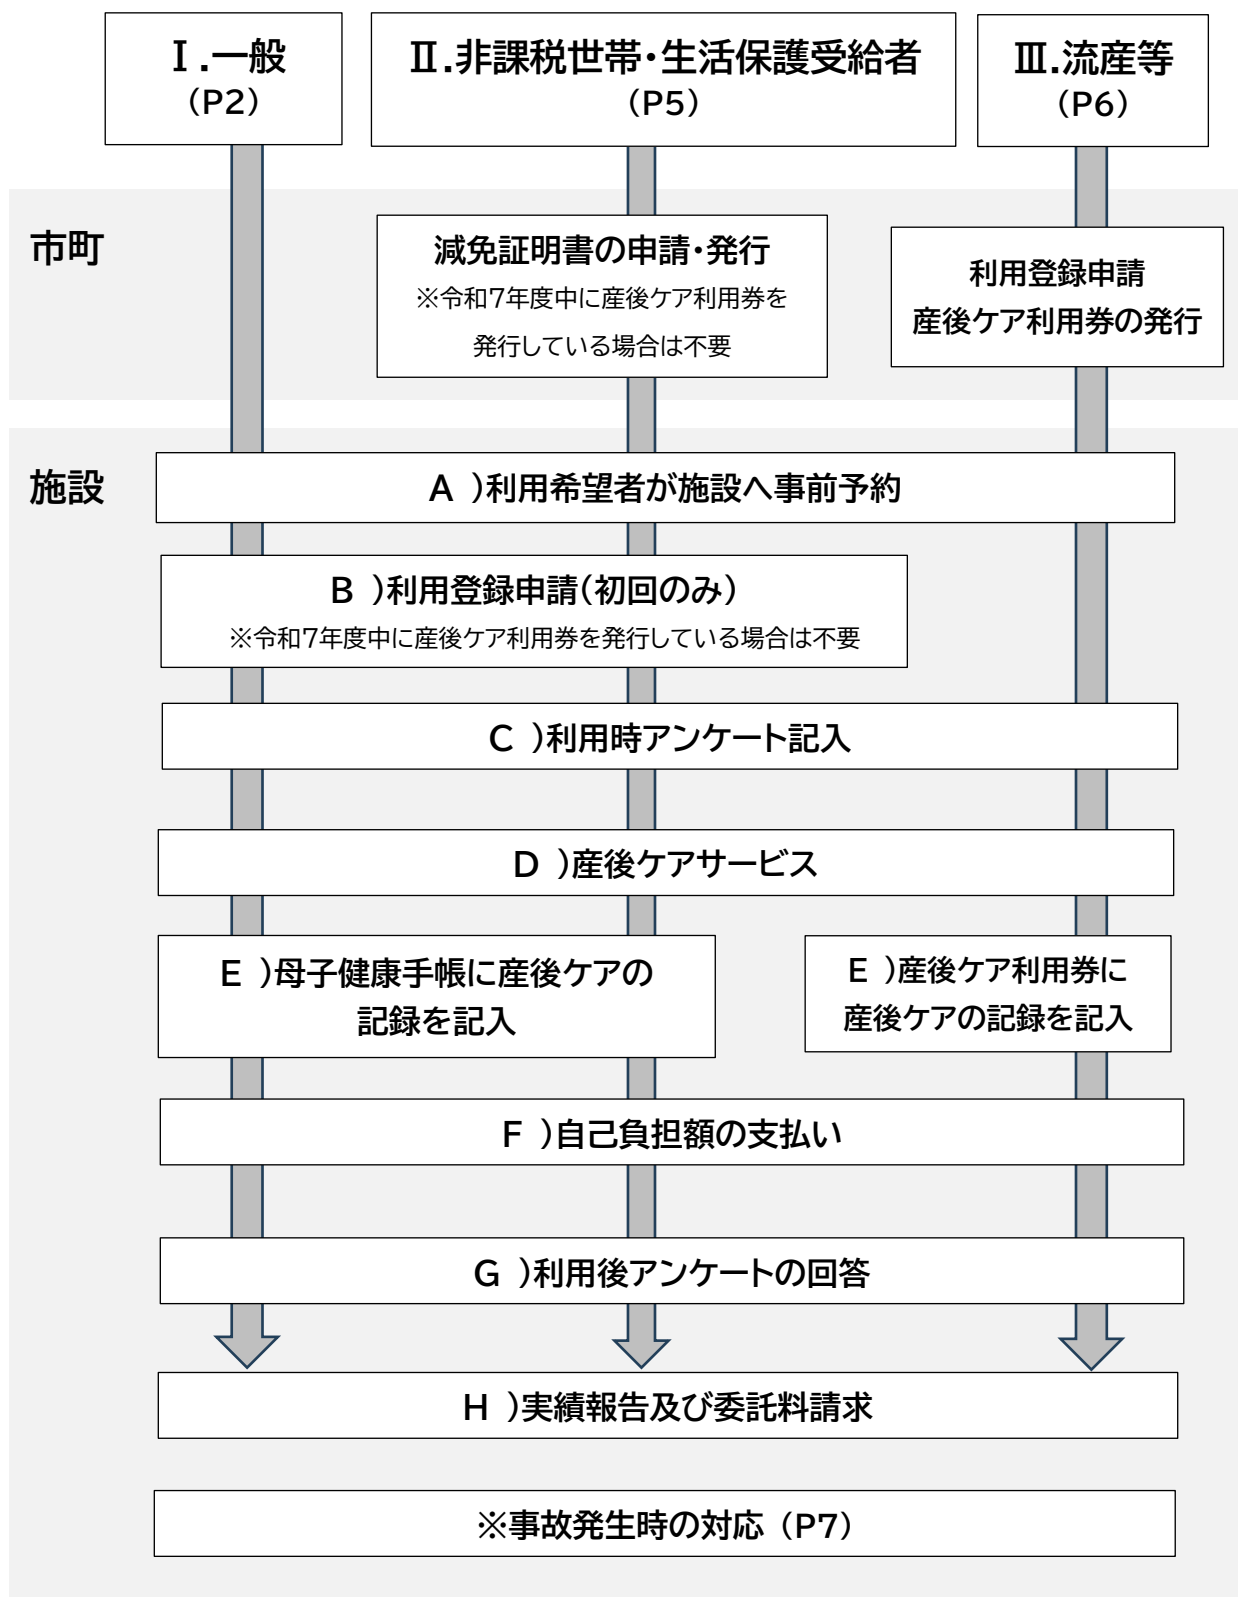 Ⅰ.一般
（P2）
Ⅱ.非課税世帯・生活保護受給者
（P5）
Ⅲ.流産等
（P6）
市町
減免証明書の申請・発行
※令和7年度中に産後ケア利用券を
発行している場合は不要
利用登録申請
産後ケア利用券の発行
施設
A ）利用希望者が施設へ事前予約
B ）利用登録申請（初回のみ）
※令和7年度中に産後ケア利用券を発行している場合は不要
C ）利用時アンケート記入
D ）産後ケアサービス
E ）母子健康手帳に産後ケアの
記録を記入
E ）産後ケア利用券に
産後ケアの記録を記入
F ）自己負担額の支払い
G ）利用後アンケートの回答
H ）実績報告及び委託料請求
※事故発生時の対応（P7）